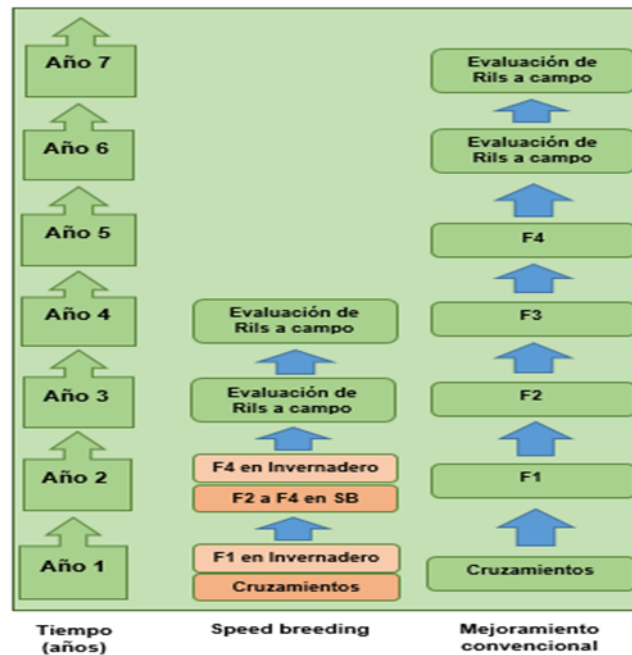 Año 7
Evaluación de
Rils a campo
Año 6
Evaluación de
Rils a campo
Año 5
F4
Año 4
Evaluación de
Rils a campo
F3
Año 3
Evaluación de
Rils a campo
F2
Año 2
F4 en Invernadero
F2 a F4 en SB
F1
Año 1
F1 en Invernadero
Cruzamientos
Cruzamientos
Tiempo
(años)
Speed breeding
Mejoramiento
convencional